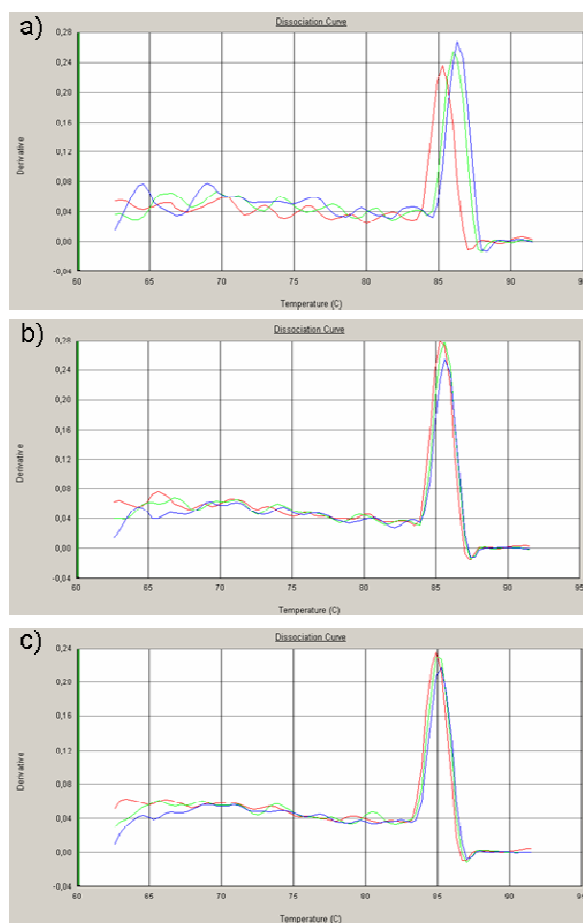 a)
Dissociation Curve
0,28
0,24
0,20
0,16
0,12
0,08
0,04
0,00
-0,04
Derivative
60 65 70 75 80 85 90 95
Temperature (C)
b)
Dissociation Curve
0,28
0,24
0,20
0,16
0,12
0,08
0,04
0,00
-0,04
Derivative
60 65 70 75 80 85 90 95
Temperature (C)
c)
Dissociation Curve
0,24
0,20
0,16
0,12
0,08
0,04
0,00
-0,04
Derivative
60 65 70 75 80 85 90 95
Temperature (C)